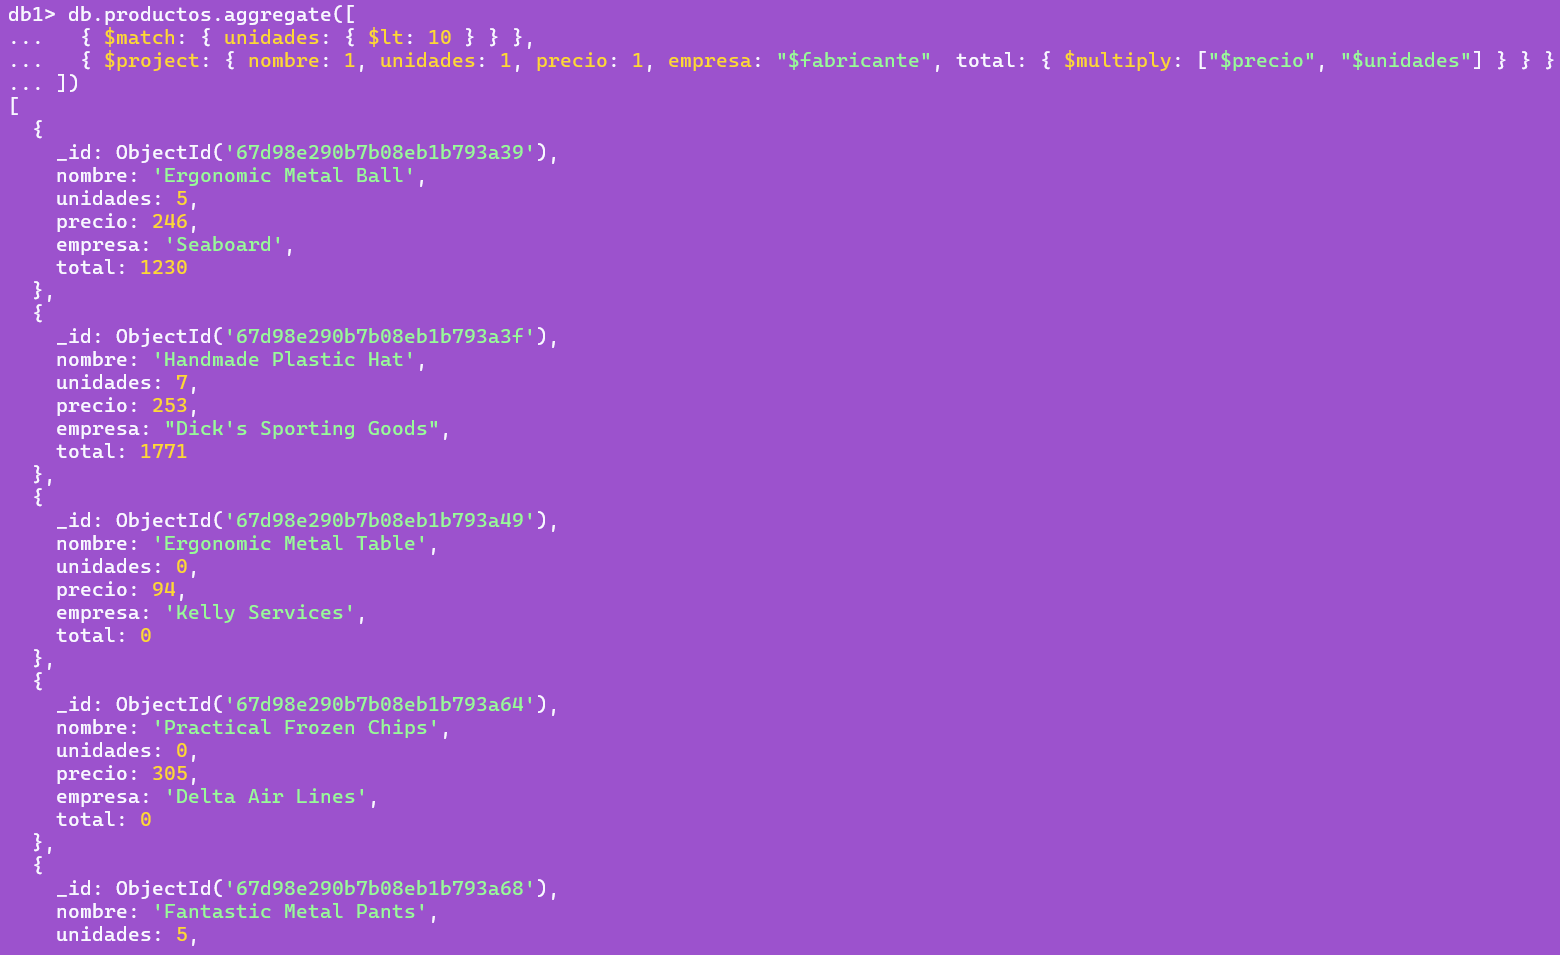 db1> db.productos.aggregate([
...   { $match: { unidades: { $lt: 10 } } },
...   { $project: { nombre: 1, unidades: 1, precio: 1, empresa: "$fabricante", total: { $multiply: ["$precio", "$unidades"] } } }
... ])
[
  {
    _id: ObjectId('67d98e290b7b08eb1b793a39'),
    nombre: 'Ergonomic Metal Ball',
    unidades: 5,
    precio: 246,
    empresa: 'Seaboard',
    total: 1230
  },
  {
    _id: ObjectId('67d98e290b7b08eb1b793a3f'),
    nombre: 'Handmade Plastic Hat',
    unidades: 7,
    precio: 253,
    empresa: "Dick's Sporting Goods",
    total: 1771
  },
  {
    _id: ObjectId('67d98e290b7b08eb1b793a49'),
    nombre: 'Ergonomic Metal Table',
    unidades: 0,
    precio: 94,
    empresa: 'Kelly Services',
    total: 0
  },
  {
    _id: ObjectId('67d98e290b7b08eb1b793a64'),
    nombre: 'Practical Frozen Chips',
    unidades: 0,
    precio: 305,
    empresa: 'Delta Air Lines',
    total: 0
  },
  {
    _id: ObjectId('67d98e290b7b08eb1b793a68'),
    nombre: 'Fantastic Metal Pants',
    unidades: 5,